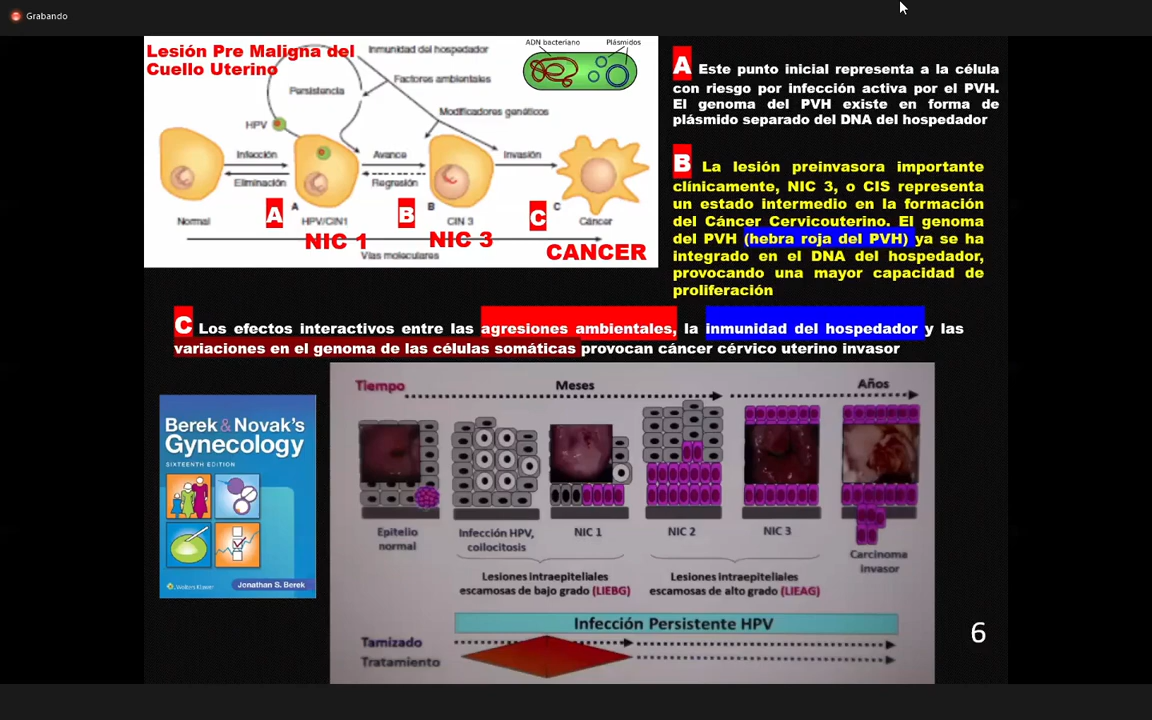 Grabando
Lesión Pre Maligna del
Cuello Uterino
Inmunidad del hospedador
Factores ambientales
Persistencia
Modificadores genéticos
HPV
Infección
Eliminación
Avance
Regresión
Invasión
ADN bacteriano
Plásmidos
A
B
C
A
B
C
Normal
HPV/CIN1
CIN 3
Cáncer
NIC 1
NIC 3
CANCER
Vías moleculares
A Este punto inicial representa a la célula
con riesgo por infección activa por el PVH.
El genoma del PVH existe en forma de
plásmido separado del DNA del hospedador
B La lesión preinvasora importante
clínicamente, NIC 3, o CIS representa
un estado intermedio en la formación
del Cáncer Cervicouterino. El genoma
del PVH (hebra roja del PVH) ya se ha
integrado en el DNA del hospedador,
provocando una mayor capacidad de
proliferación
C Los efectos interactivos entre las agresiones ambientales, la inmunidad del hospedador y las
variaciones en el genoma de las células somáticas provocan cáncer cérvico uterino invasor
Berek & Novak's
Gynecology
SIXTEENTH EDITION
Wolters Kluwer
Jonathan S. Berek
Tiempo
Meses
Años
Epitelio
normal
Infección HPV,
coilocitosis
NIC 1
NIC 2
NIC 3
Carcinoma
invasor
Lesiones intraepiteliales
escamosas de bajo grado (LIEBG)
Lesiones intraepiteliales
escamosas de alto grado (LIEAG)
Infección Persistente HPV
Tamizado
Tratamiento
6